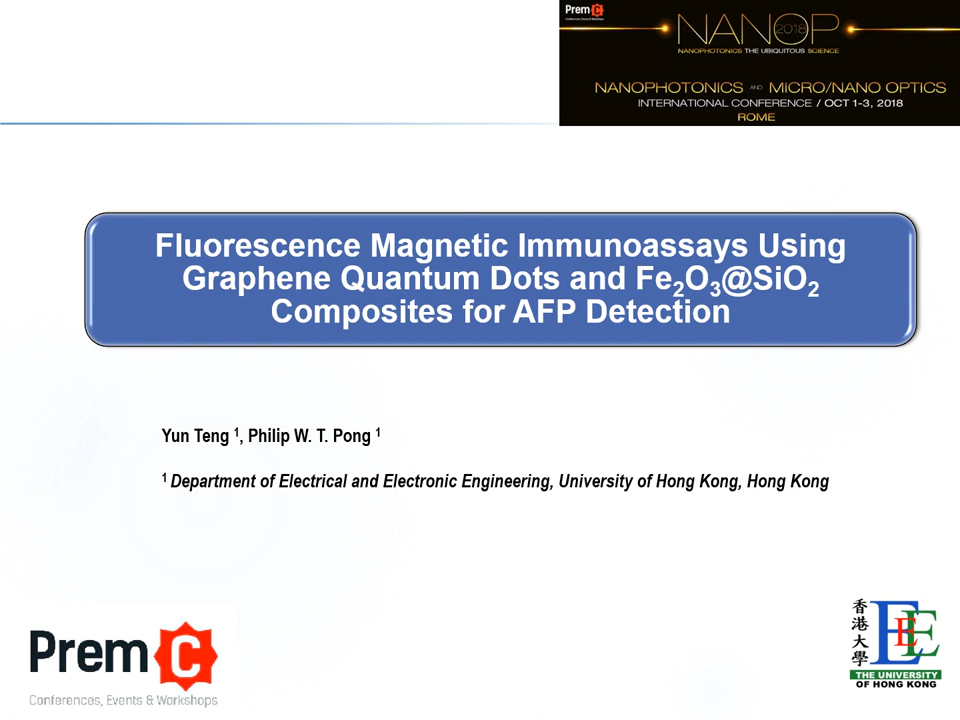 Prem C
Conferences, Events & Workshops
NANOP
2018
NANOPHOTONICS THE UBIQUITOUS SCIENCE
NANOPHOTONICS AND MICRO/NANO OPTICS
INTERNATIONAL CONFERENCE / OCT 1-3, 2018
ROME
Fluorescence Magnetic Immunoassays Using
Graphene Quantum Dots and Fe₂O₃@SiO₂
Composites for AFP Detection
Yun Teng ¹, Philip W. T. Pong ¹
¹ Department of Electrical and Electronic Engineering, University of Hong Kong, Hong Kong
Prem C
Conferences, Events & Workshops
香港大學
EEE
THE UNIVERSITY
OF HONG KONG